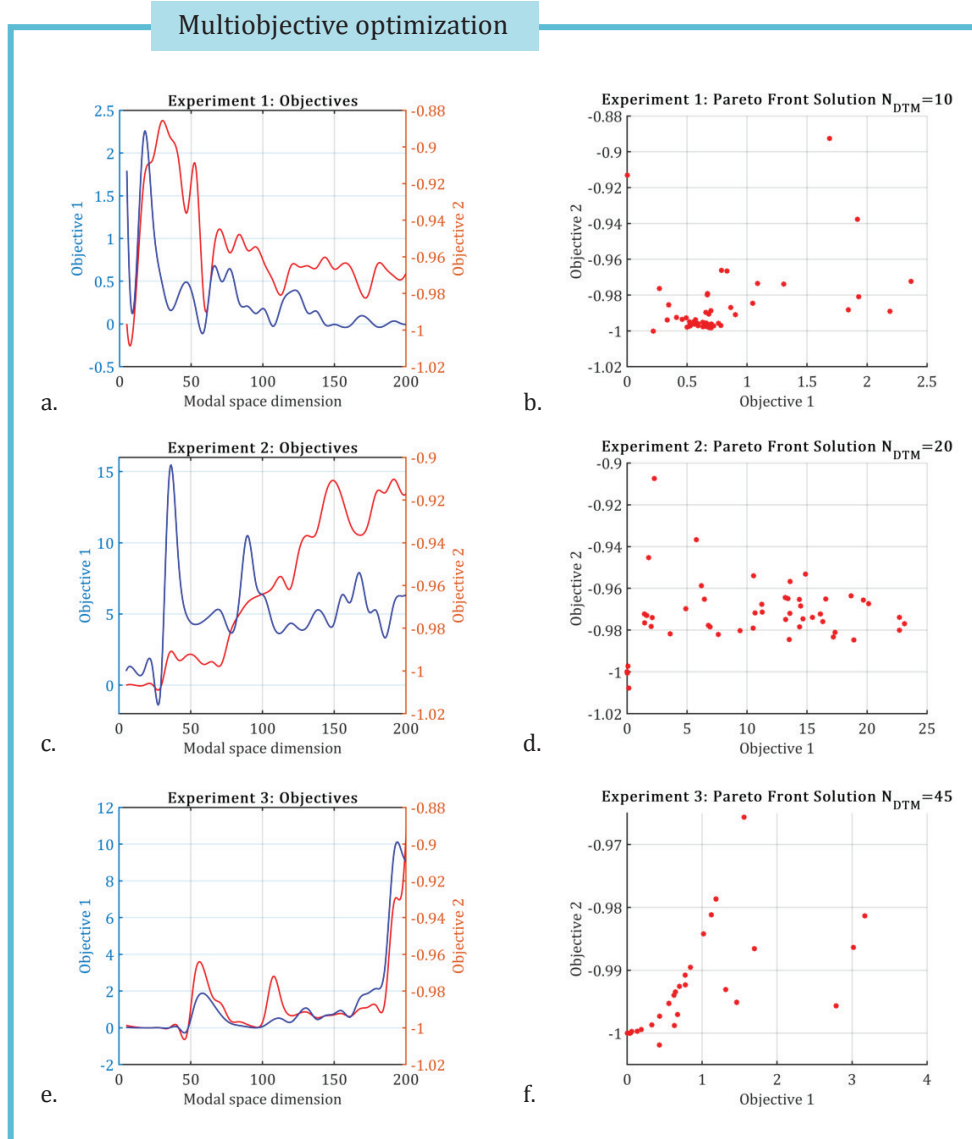 Multiobjective optimization
Experiment 1: Objectives
2.5
2
1.5
1
0.5
0
-0.5
Objective 1
-0.88
-0.9
-0.92
-0.94
-0.96
-0.98
-1
-1.02
Objective 2
0 50 100 150 200
Modal space dimension
a.
Experiment 1: Pareto Front Solution N_DTM=10
-0.88
-0.9
-0.92
-0.94
-0.96
-0.98
-1
-1.02
Objective 2
0 0.5 1 1.5 2 2.5
Objective 1
b.
Experiment 2: Objectives
15
10
5
0
Objective 1
-0.9
-0.92
-0.94
-0.96
-0.98
-1
-1.02
Objective 2
0 50 100 150 200
Modal space dimension
c.
Experiment 2: Pareto Front Solution N_DTM=20
-0.9
-0.92
-0.94
-0.96
-0.98
-1
-1.02
Objective 2
0 5 10 15 20 25
Objective 1
d.
Experiment 3: Objectives
12
10
8
6
4
2
0
-2
Objective 1
-0.88
-0.9
-0.92
-0.94
-0.96
-0.98
-1
-1.02
Objective 2
0 50 100 150 200
Modal space dimension
e.
Experiment 3: Pareto Front Solution N_DTM=45
-0.97
-0.98
-0.99
-1
Objective 2
0 1 2 3 4
Objective 1
f.